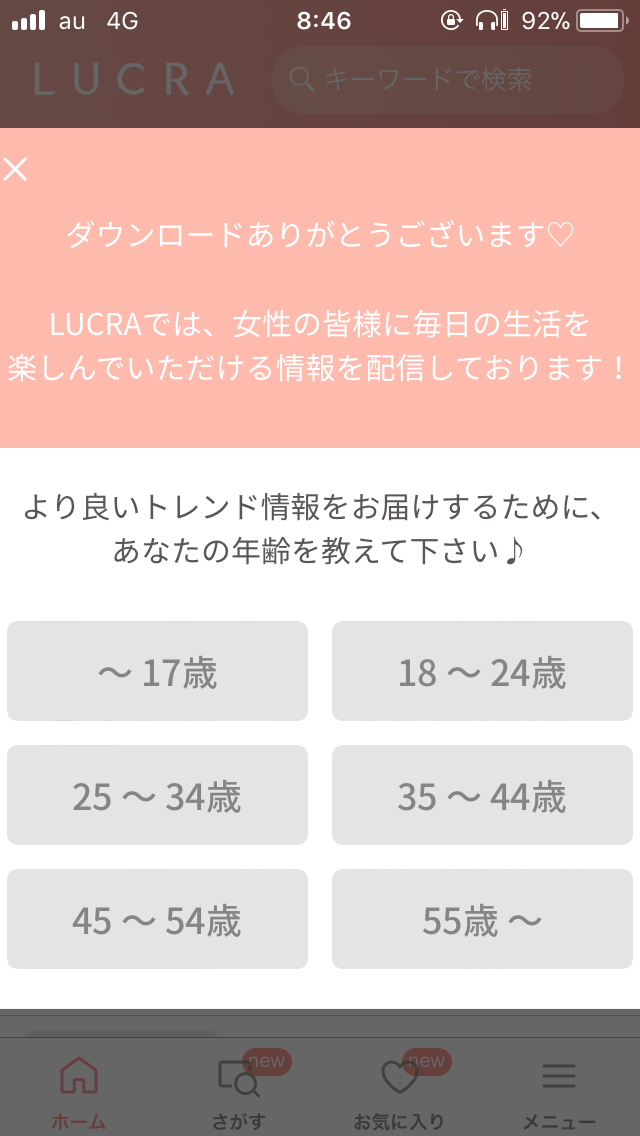 au 4G 8:46 92%
LUCRA キーワードで検索
ダウンロードありがとうございます♡
LUCRAでは、女性の皆様に毎日の生活を
楽しんでいただける情報を配信しております！
より良いトレンド情報をお届けするために、
あなたの年齢を教えて下さい♪
〜 17歳 18 〜 24歳
25 〜 34歳 35 〜 44歳
45 〜 54歳 55歳 〜
new new
ホーム さがす お気に入り メニュー